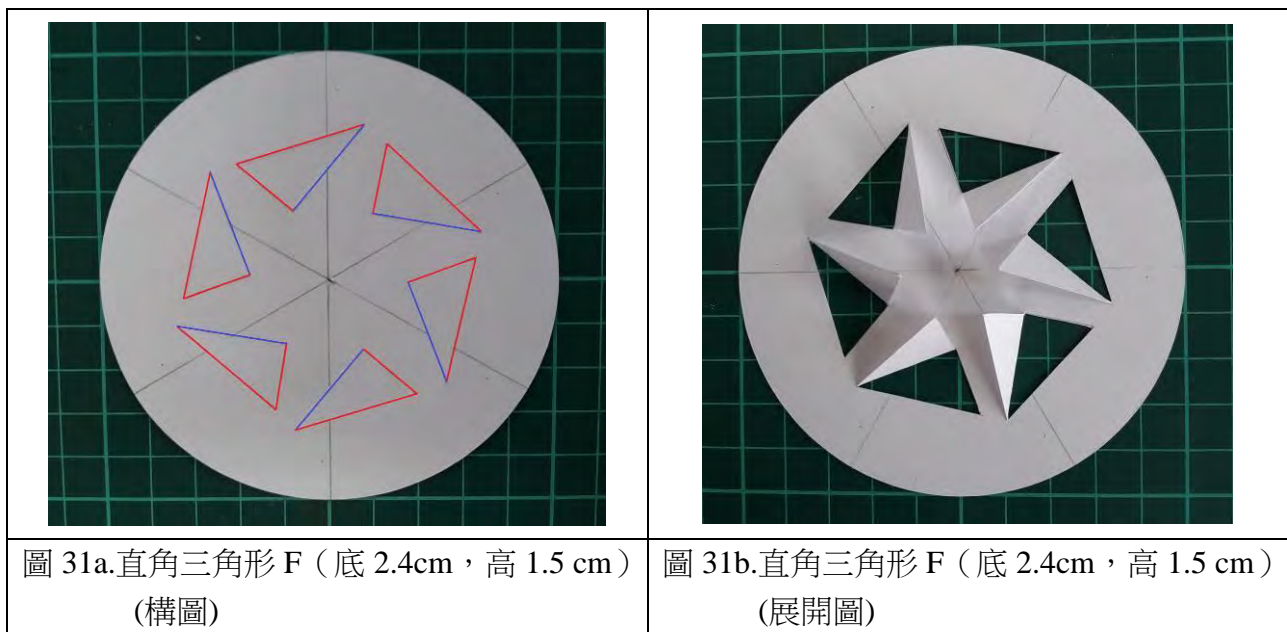 圖 31a.直角三角形 F（底 2.4cm，高 1.5 cm）
(構圖)
圖 31b.直角三角形 F（底 2.4cm，高 1.5 cm）
(展開圖)